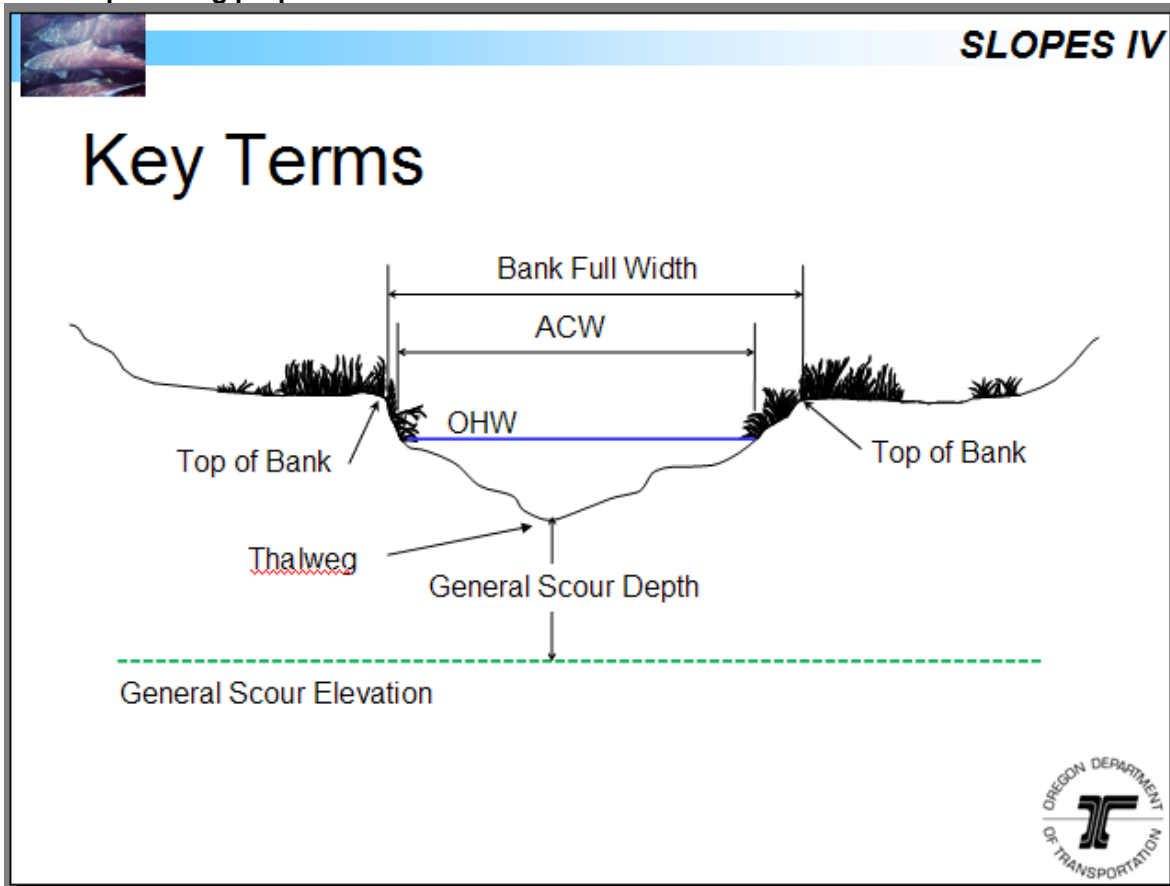 SLOPES IV
Key Terms
Bank Full Width
ACW
OHW
Top of Bank
Top of Bank
Thalweg
General Scour Depth
General Scour Elevation
OREGON DEPARTMENT
OF TRANSPORTATION